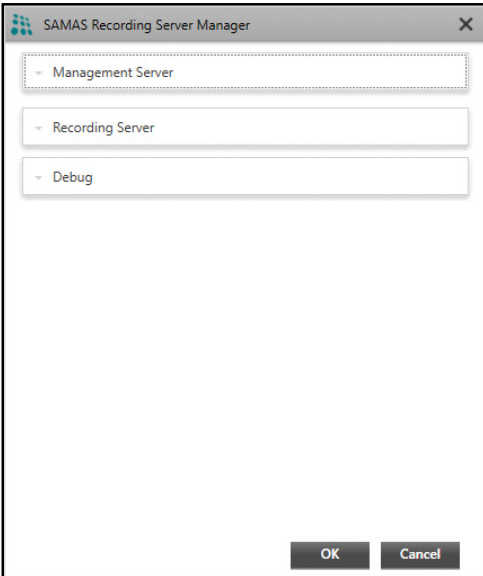 SAMAS Recording Server Manager
Management Server
Recording Server
Debug
OK Cancel